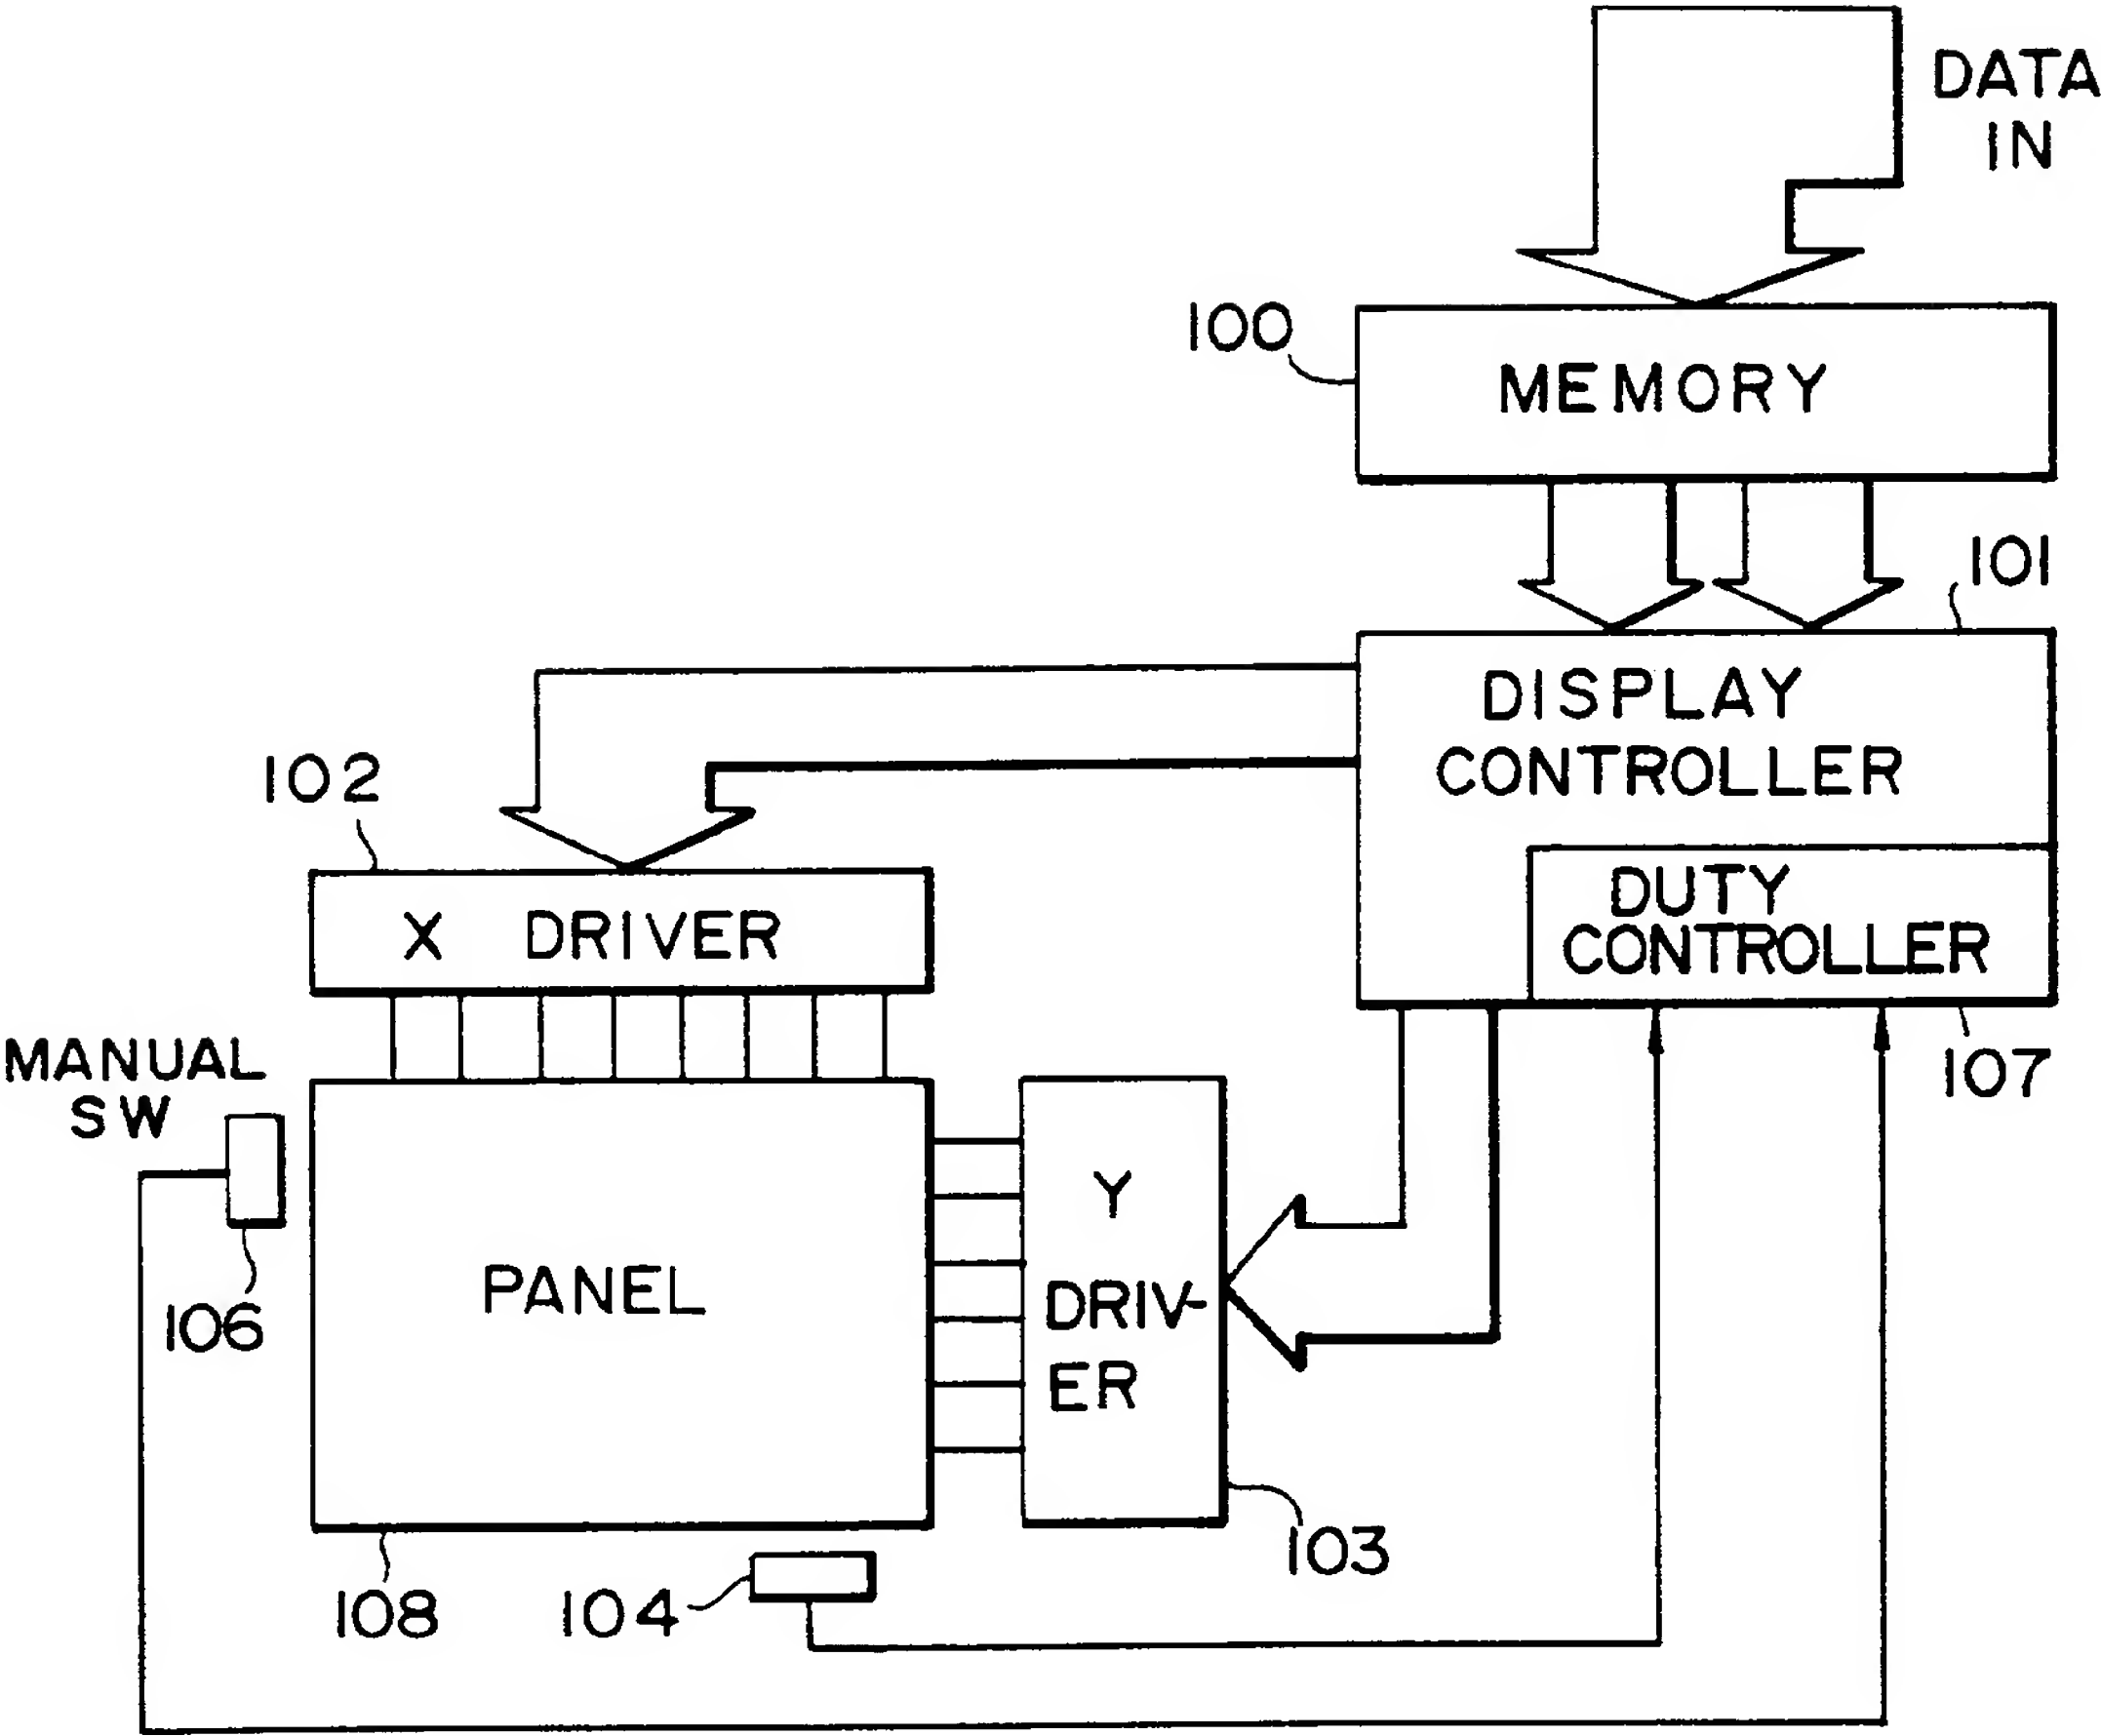 DATA
IN
100
MEMORY
101
DISPLAY
CONTROLLER
102
DUTY
CONTROLLER
X DRIVER
MANUAL
SW
107
Y
DRIV-
ER
PANEL
106
103
108
104